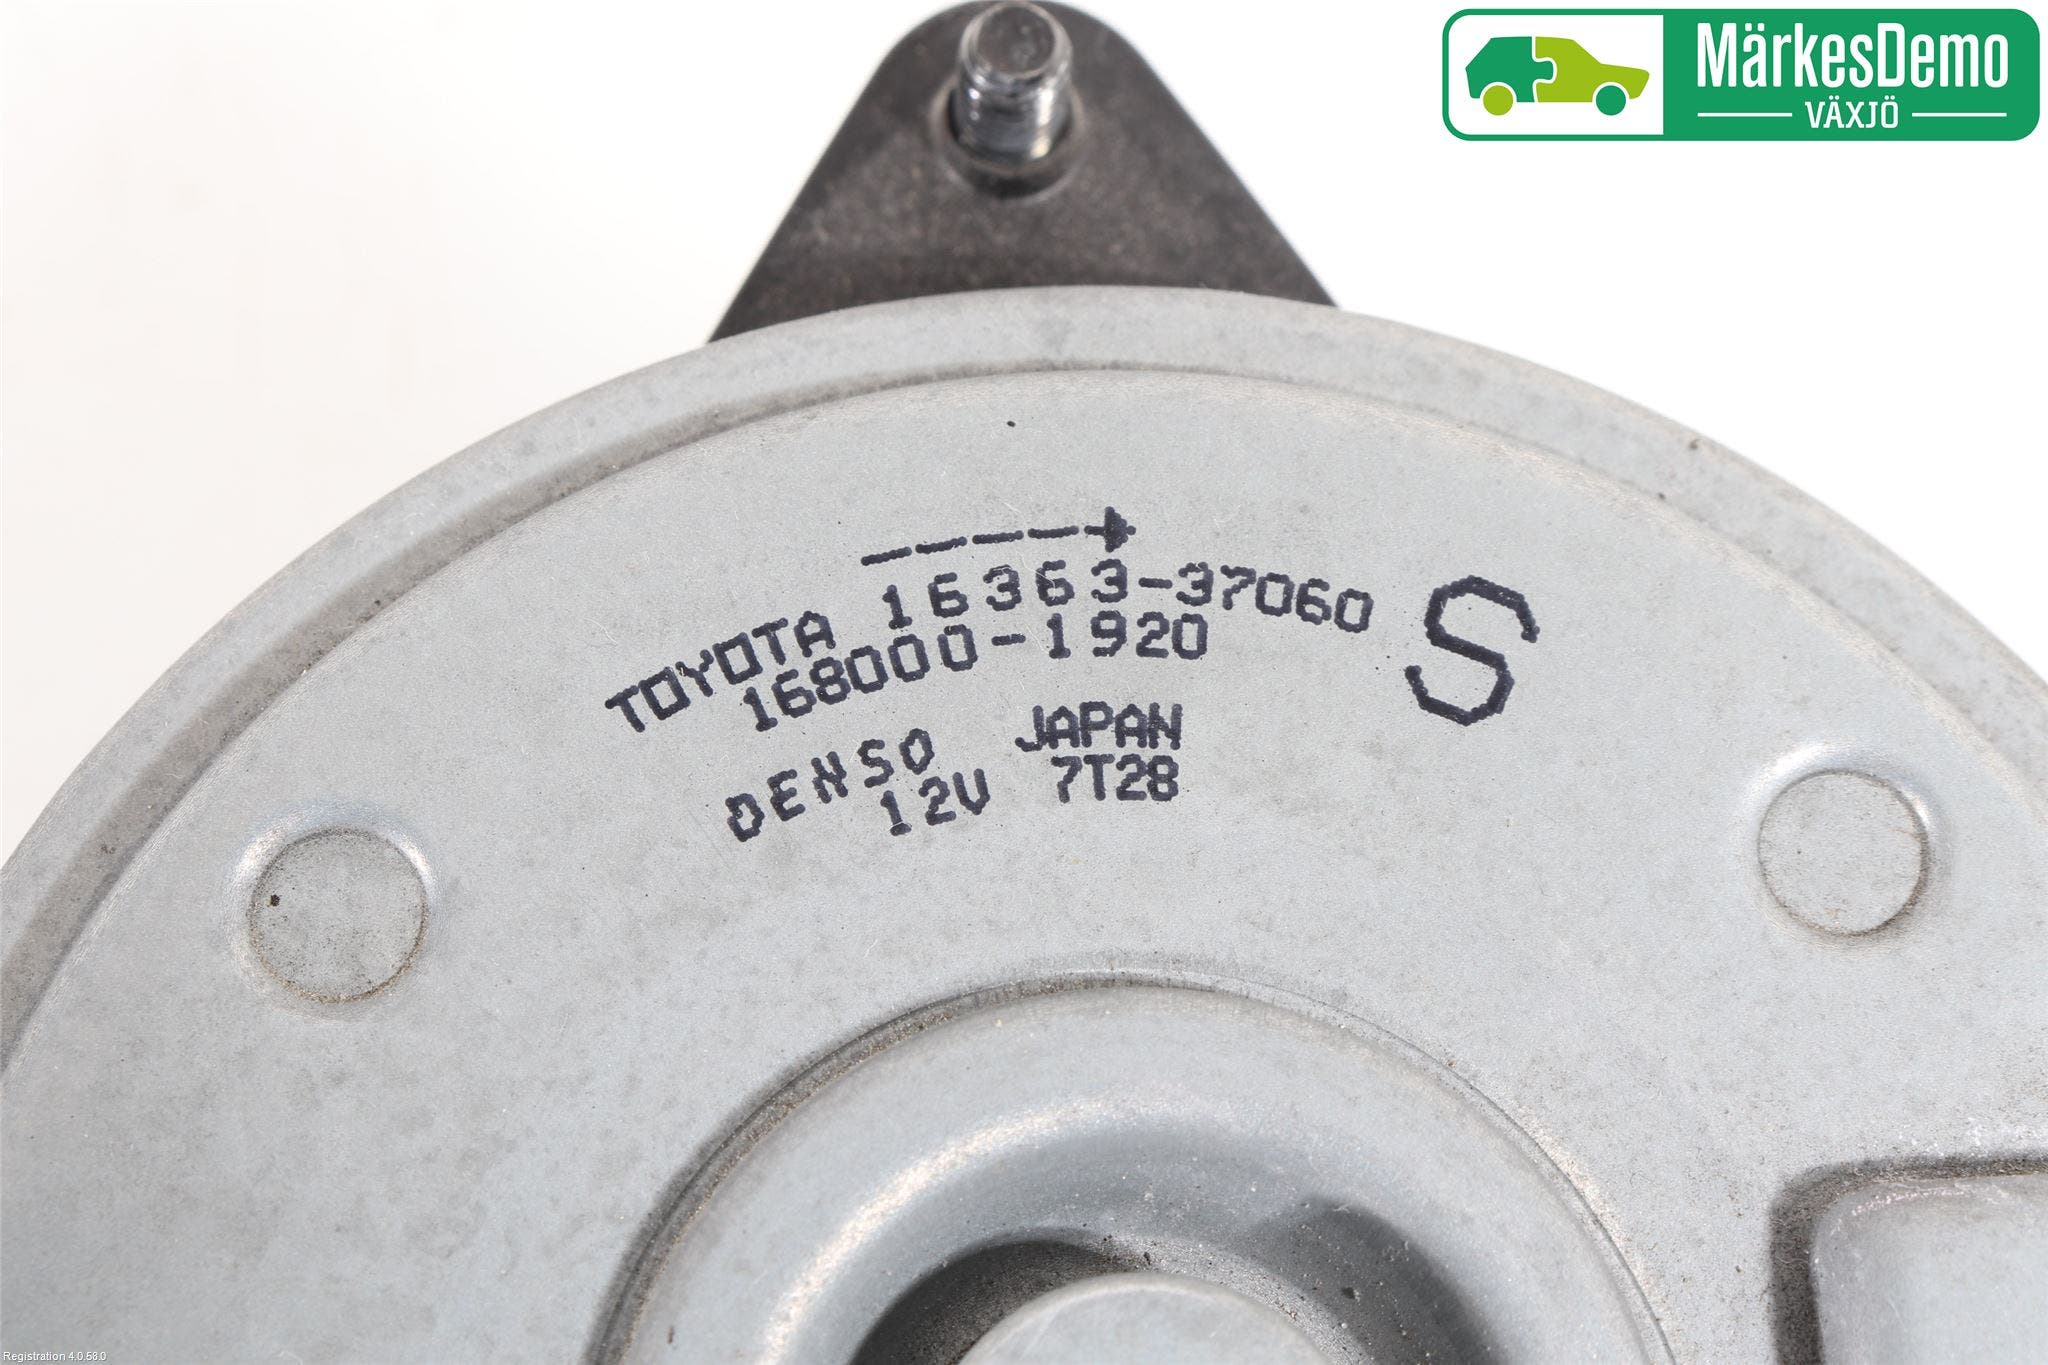 MärkesDemo
VÄXJÖ
TOYOTA 16363-37060 S
168000-1920
DENSO JAPAN
12V 7T28
Registration 4.0.58.0